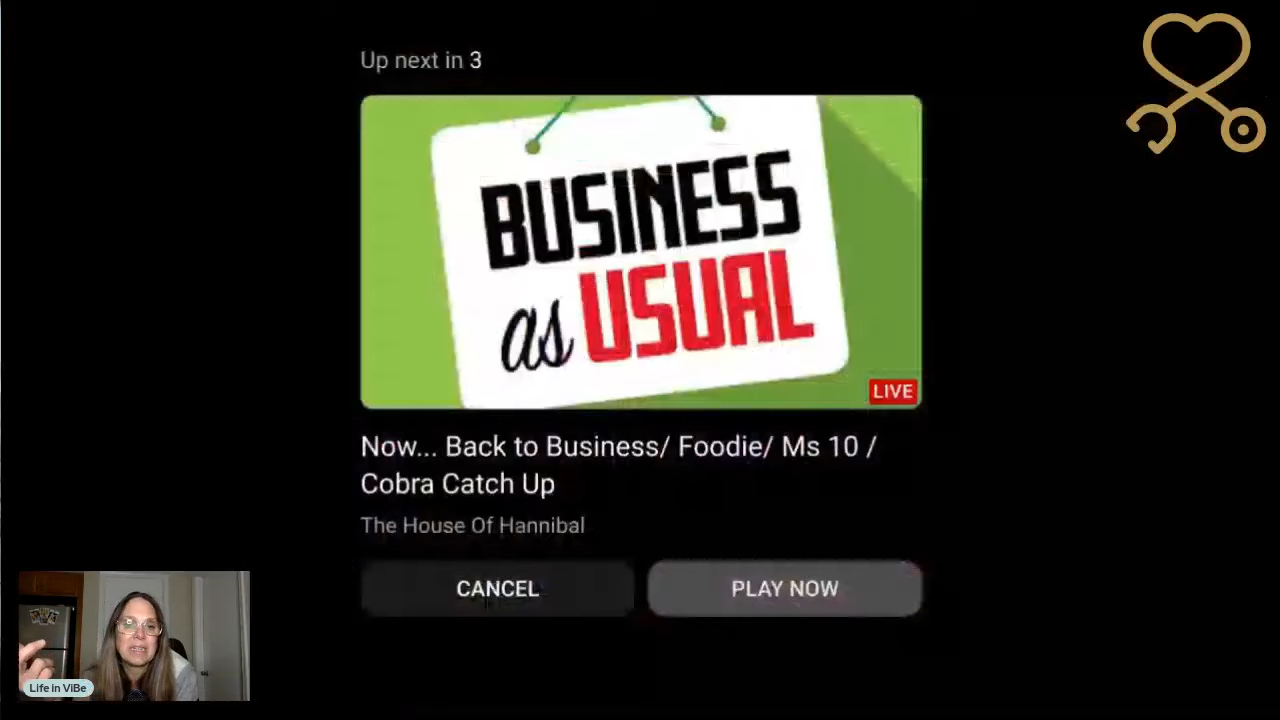 Up next in 3
BUSINESS
as USUAL
LIVE
Now... Back to Business/ Foodie/ Ms 10 /
Cobra Catch Up
The House Of Hannibal
CANCEL
PLAY NOW
Life in ViBe